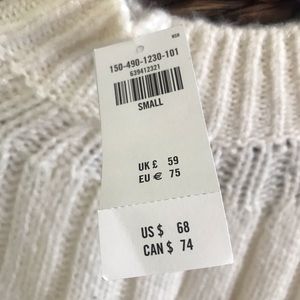 150-490-1230-101
639412321
SMALL
UK £ 59
EU € 75
US $ 68
CAN $ 74